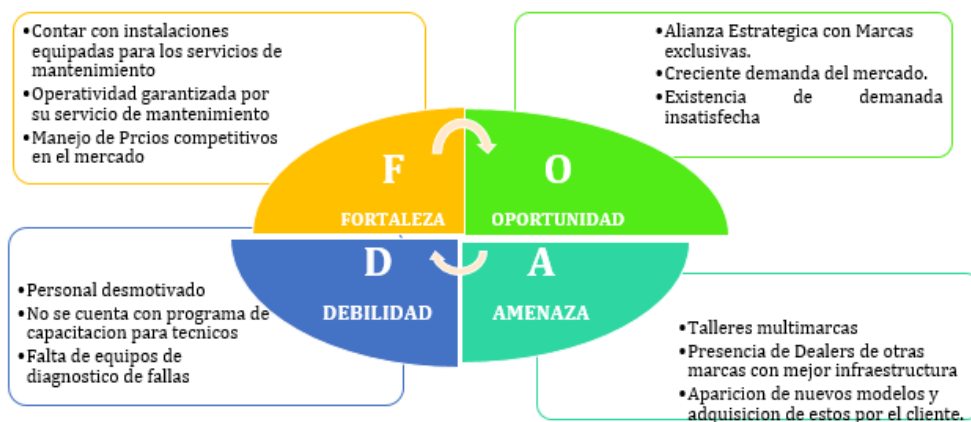 •Contar con instalaciones
equipadas para los servicios de
mantenimiento
•Operatividad garantizada por
su servicio de mantenimiento
•Manejo de Prcios competitivos
en el mercado
•Alianza Estrategica con Marcas
exclusivas.
•Creciente demanda del mercado.
•Existencia de demanada
insatisfecha
F
FORTALEZA
O
OPORTUNIDAD
D
DEBILIDAD
A
AMENAZA
•Personal desmotivado
•No se cuenta con programa de
capacitacion para tecnicos
•Falta de equipos de
diagnostico de fallas
•Talleres multimarcas
•Presencia de Dealers de otras
marcas con mejor infraestructura
•Aparicion de nuevos modelos y
adquisicion de estos por el cliente.